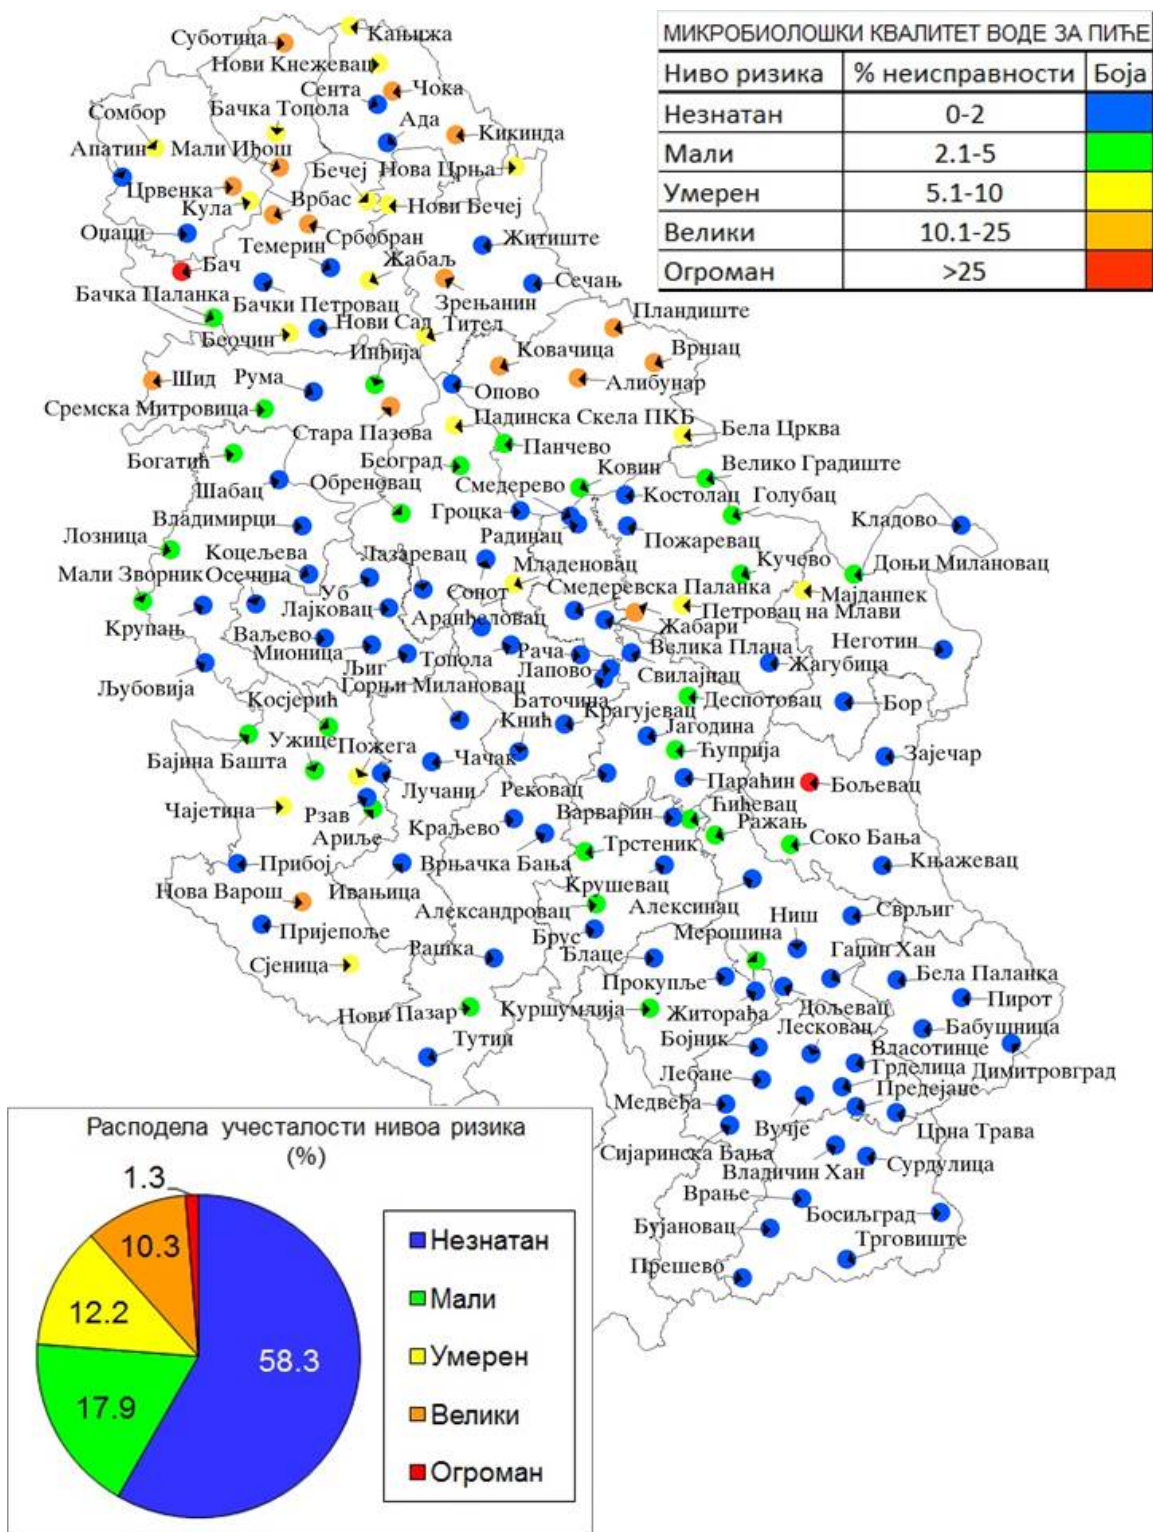 МИКРОБИОЛОШКИ КВАЛИТЕТ ВОДЕ ЗА ПИЋЕ
Ниво ризика % неисправности Боја
Незнатан 0-2
Мали 2.1-5
Умерен 5.1-10
Велики 10.1-25
Огроман >25
Кањижа
Суботица
Нови Кнежевац
Сента
Чока
Сомбор
Бачка Топола
Ада
Кикинда
Апатин
Мали Иђош
Бечеј
Нова Црња
Црвенка
Врбас
Кула
Нови Бечеј
Оџаци
Србобран
Житиште
Темерин
Бач
Жабаљ
Сечањ
Бачка Паланка
Бачки Петровац
Зрењанин
Пландиште
Нови Сад
Тител
Беочин
Ковачица
Вршац
Инђија
Шид
Рума
Опово
Алибунар
Сремска Митровица
Стара Пазова
Падинска Скела ПКБ
Бела Црква
Богатић
Београд
Панчево
Велико Градиште
Шабац
Обреновац
Смедерево
Ковин
Костолац
Голубац
Гроцка
Владимирци
Радинац
Пожаревац
Кладово
Лозница
Коцељева
Лазаревац
Младеновац
Кучево
Доњи Милановац
Мали Зворник
Осечина
Уб
Сопот
Смедеревска Паланка
Мајданпек
Лајковац
Аранђеловац
Петровац на Млави
Крупањ
Жабари
Ваљево
Неготин
Мионица
Рача
Велика Плана
Љиг
Топола
Лапово
Жагубица
Љубовија
Горњи Милановац
Свилајнац
Косјерић
Баточина
Деспотовац
Бор
Кнић
Крагујевац
Ужице
Јагодина
Пожега
Бајина Башта
Чачак
Ћуприја
Зајечар
Рековац
Параћин
Бољевац
Лучани
Чајетина
Рзав
Варварин
Ћићевац
Ариље
Краљево
Ражањ
Соко Бања
Трстеник
Прибој
Врњачка Бања
Књажевац
Нова Варош
Ивањица
Крушевац
Александровац
Алексинац
Ниш
Сврљиг
Пријепоље
Брус
Мерошина
Гаџин Хан
Рашка
Блаце
Сјеница
Прокупље
Бела Паланка
Пирот
Нови Пазар
Куршумлија
Житорађа
Дољевац
Тутин
Лесковац
Бабушница
Бојник
Власотинце
Грделица
Димитровград
Лебане
Предејане
Медвеђа
Вучје
Црна Трава
Сијаринска Бања
Владичин Хан
Сурдулица
Врање
Босиљград
Бујановац
Трговиште
Прешево
Расподела учесталости нивоа ризика
(%)
1.3
10.3
12.2
17.9
58.3
Незнатан
Мали
Умерен
Велики
Огроман